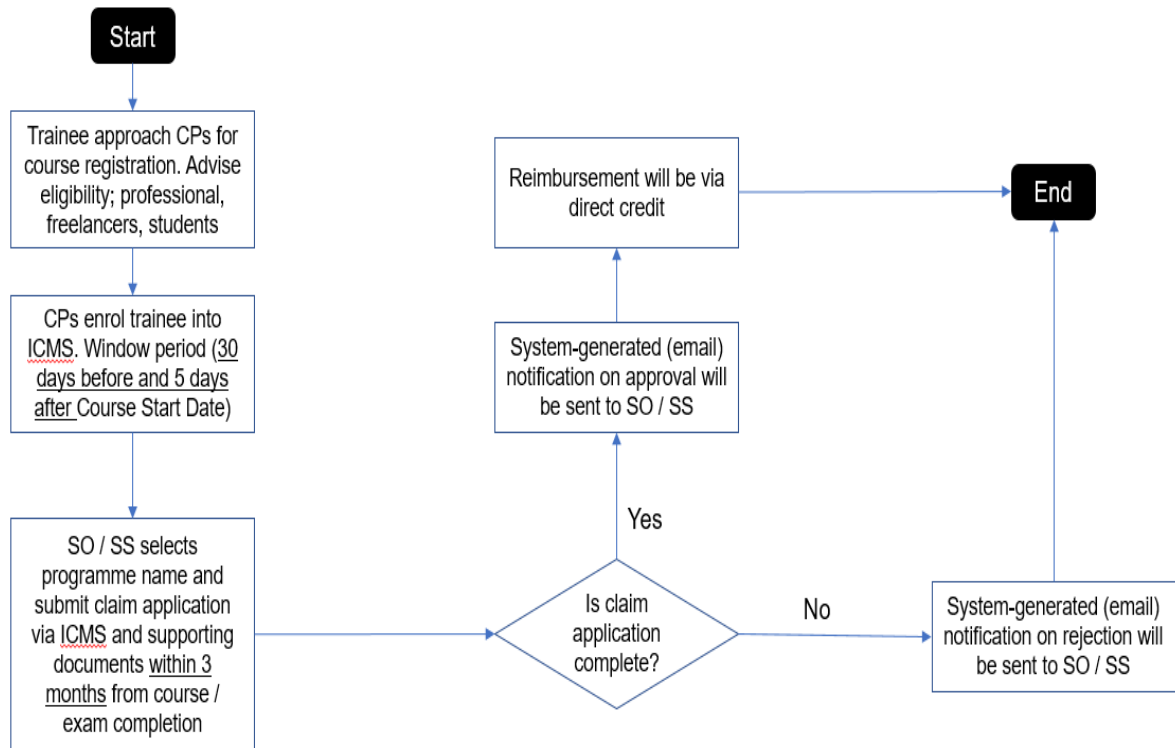 Start
Trainee approach CPs for
course registration. Advise
eligibility; professional,
freelancers, students
CPs enrol trainee into
ICMS. Window period (30
days before and 5 days
after Course Start Date)
SO / SS selects
programme name and
submit claim application
via ICMS and supporting
documents within 3
months from course /
exam completion
Is claim
application
complete?
Yes
System-generated (email)
notification on approval will
be sent to SO / SS
Reimbursement will be via
direct credit
No
System-generated (email)
notification on rejection will
be sent to SO / SS
End